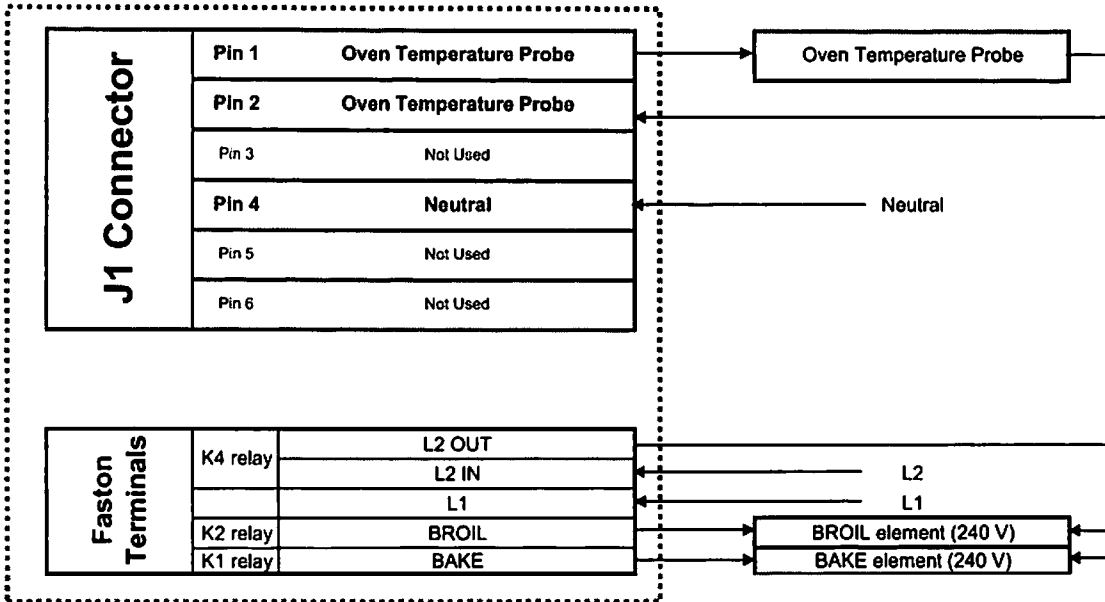 J1 Connector
Pin 1 Oven Temperature Probe
Pin 2 Oven Temperature Probe
Pin 3 Not Used
Pin 4 Neutral
Pin 5 Not Used
Pin 6 Not Used
Oven Temperature Probe
Neutral
Faston
Terminals
K4 relay
L2 OUT
L2 IN
L1
K2 relay BROIL
K1 relay BAKE
L2
L1
BROIL element (240 V)
BAKE element (240 V)